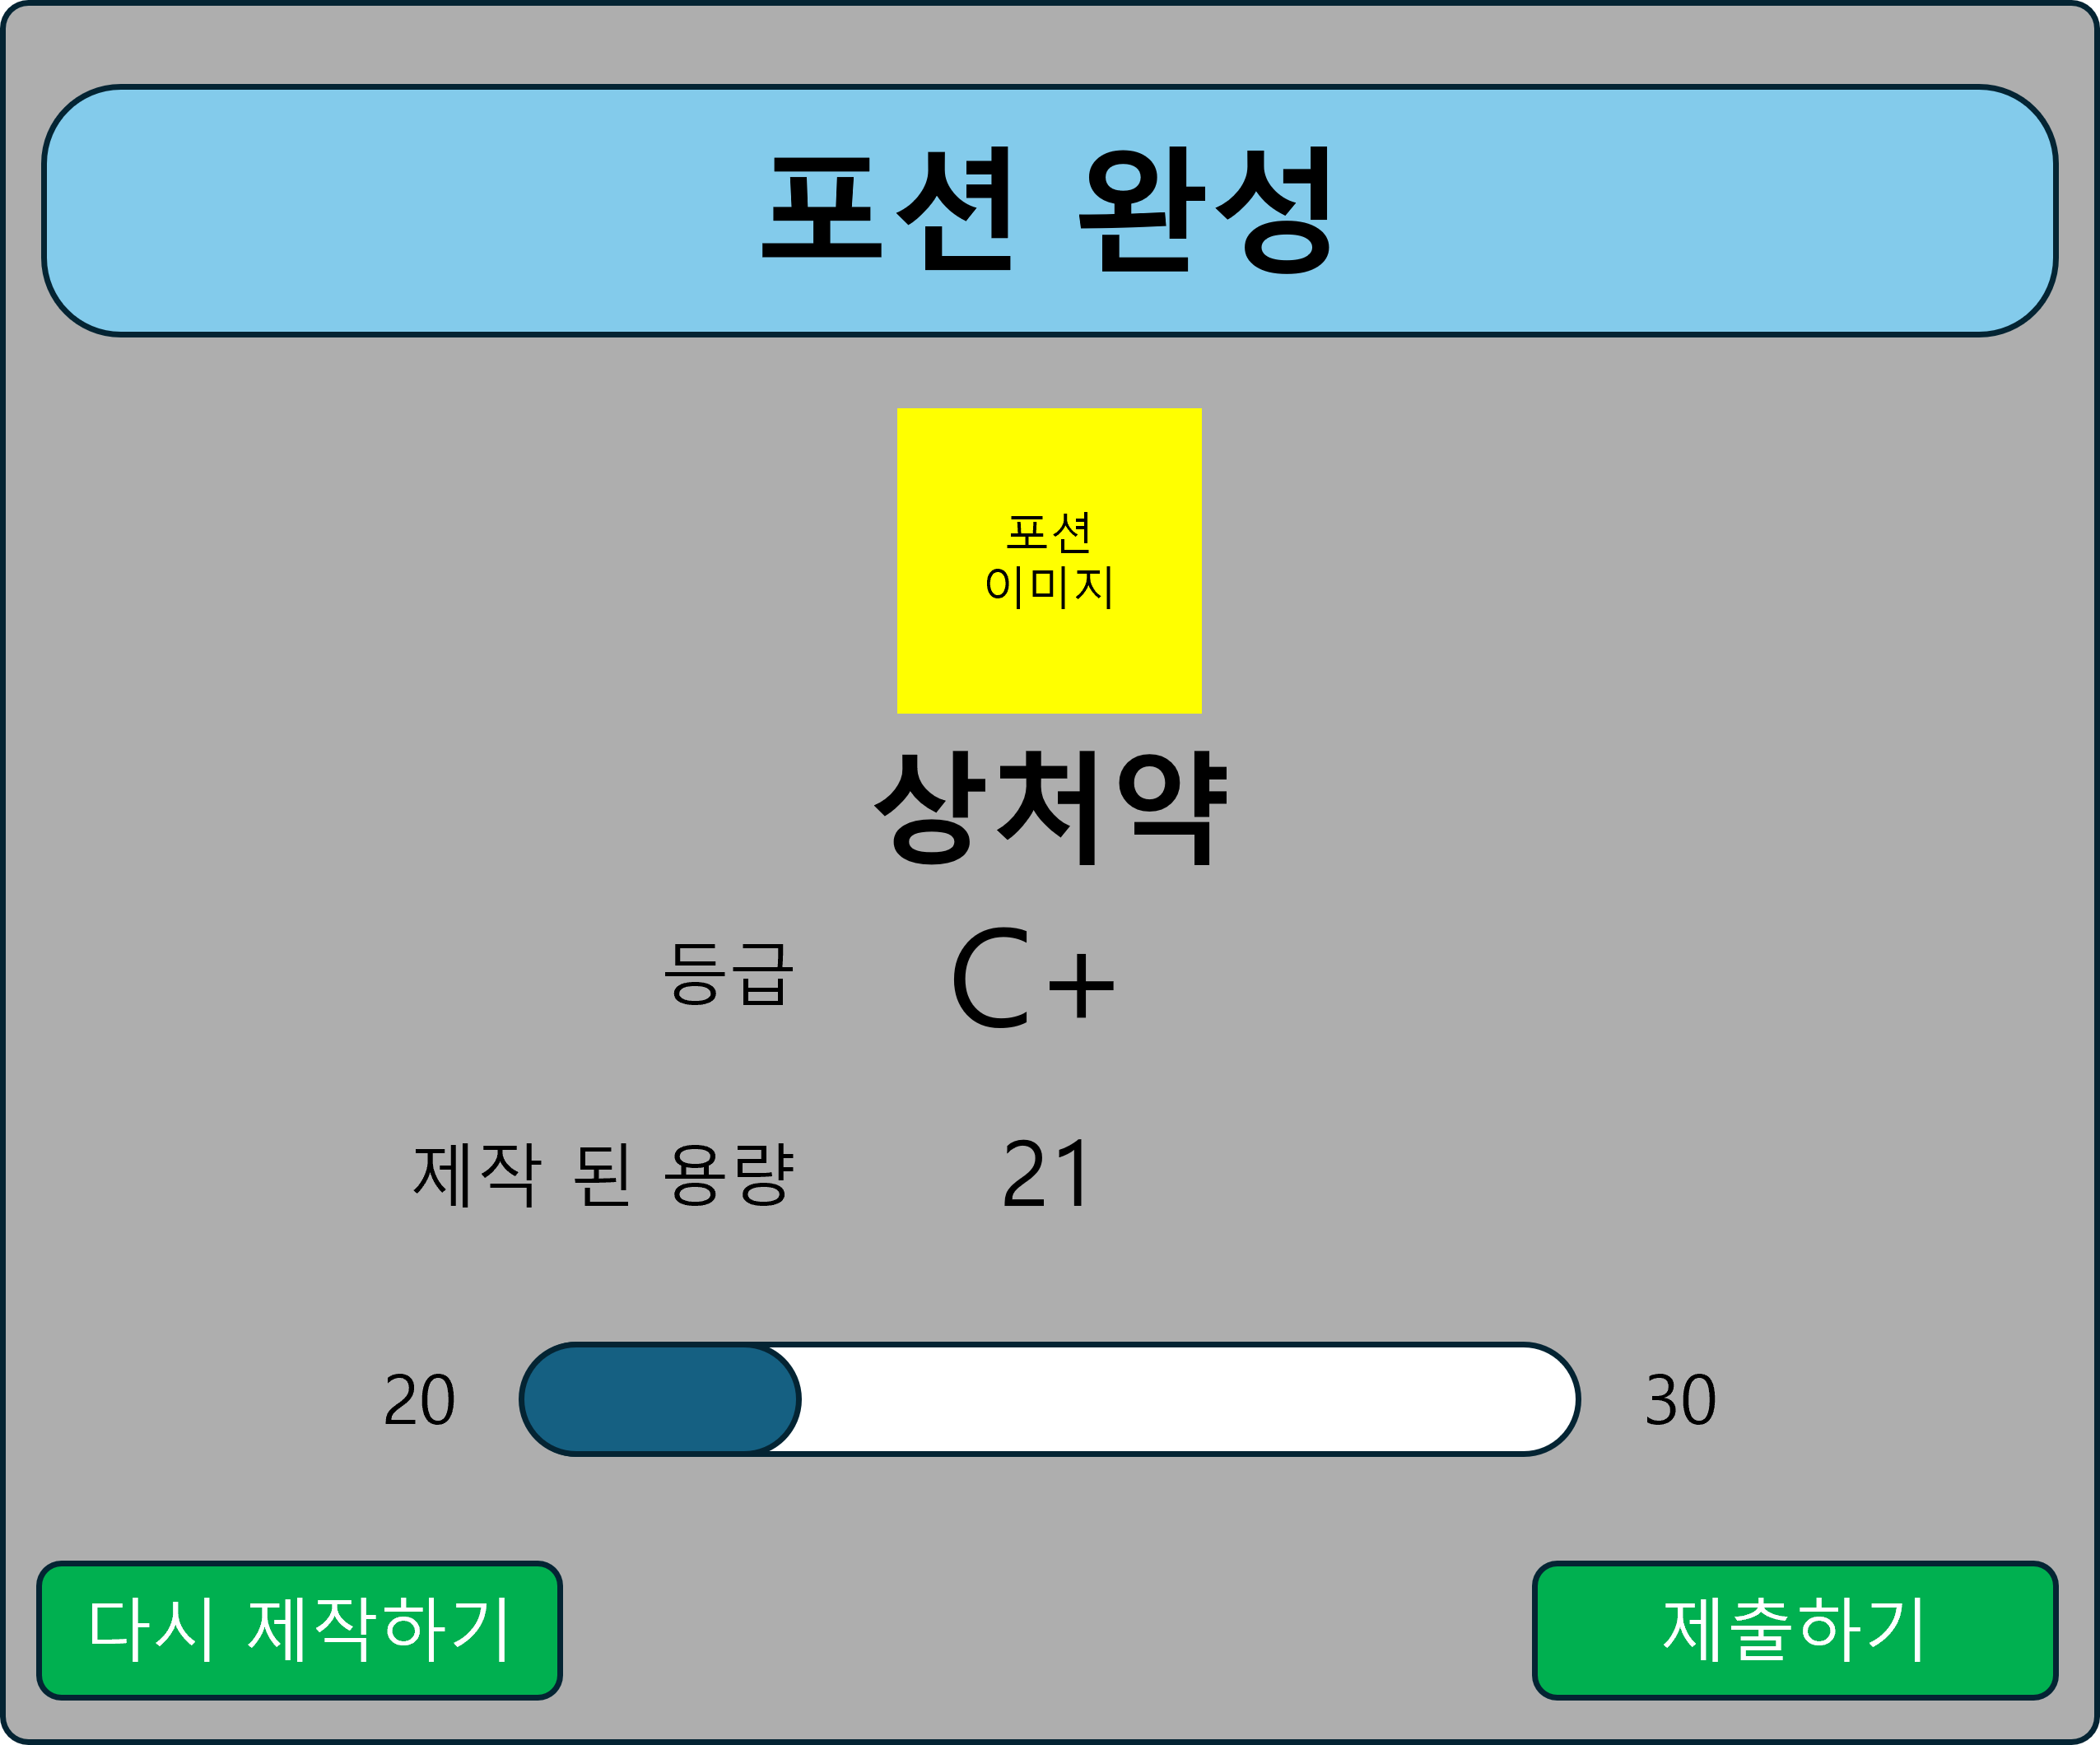 포션 완성
포션
이미지
상처약
등급 C+
제작 된 용량 21
20 30
다시 제작하기 제출하기